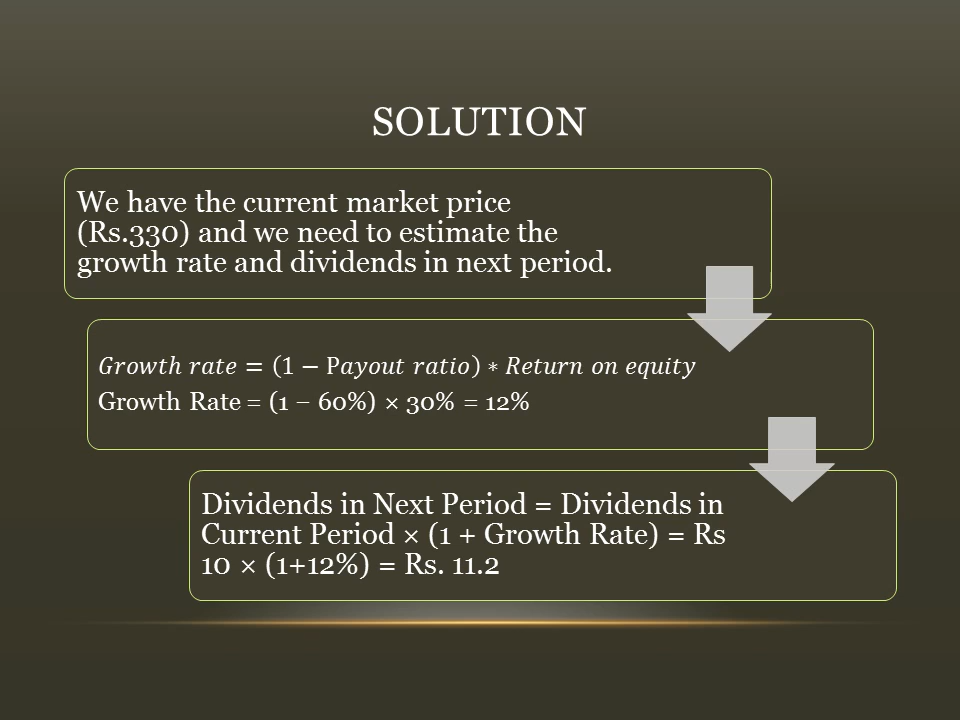 SOLUTION
We have the current market price
(Rs.330) and we need to estimate the
growth rate and dividends in next period.
Growth rate = (1 − Payout ratio) ∗ Return on equity
Growth Rate = (1 − 60%) × 30% = 12%
Dividends in Next Period = Dividends in
Current Period × (1 + Growth Rate) = Rs
10 × (1+12%) = Rs. 11.2